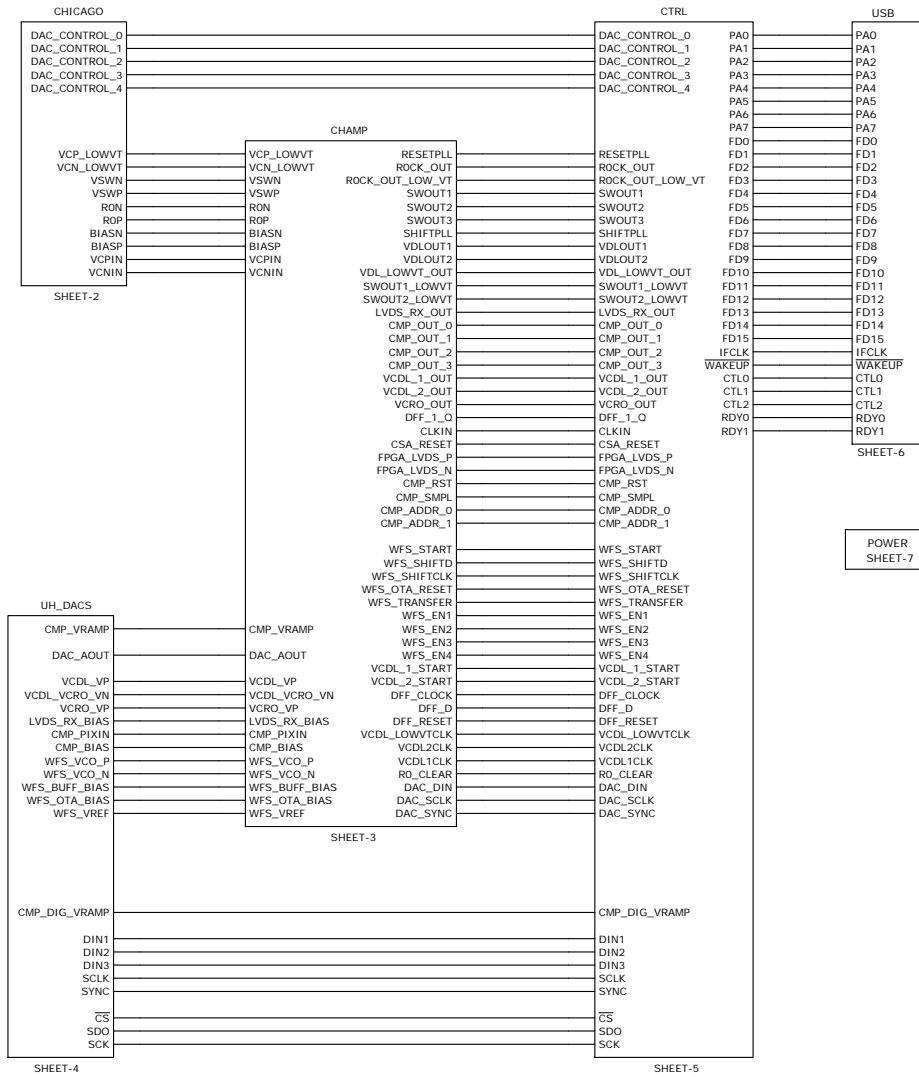 CHICAGO
DAC_CONTROL_0
DAC_CONTROL_1
DAC_CONTROL_2
DAC_CONTROL_3
DAC_CONTROL_4
VCP_LOWVT
VCN_LOWVT
VSWN
VSWP
R0N
R0P
BIASN
BIASP
VCPIN
VCNIN
SHEET-2
CHAMP
VCP_LOWVT
VCN_LOWVT
VSWN
VSWP
R0N
R0P
BIASN
BIASP
VCPIN
VCNIN
CMP_VRAMP
DAC_AOUT
VCDL_VP
VCDL_VCRO_VN
VCRO_VP
LVDS_RX_BIAS
CMP_PIXIN
CMP_BIAS
WFS_VCO_P
WFS_VCO_N
WFS_BUFF_BIAS
WFS_OTA_BIAS
WFS_VREF
RESETPLL
R0CK_OUT
R0CK_OUT_LOW_VT
SWOUT1
SWOUT2
SWOUT3
SHIFTPLL
VDLOUT1
VDLOUT2
VDL_LOWVT_OUT
SWOUT1_LOWVT
SWOUT2_LOWVT
LVDS_RX_OUT
CMP_OUT_0
CMP_OUT_1
CMP_OUT_2
CMP_OUT_3
VCDL_1_OUT
VCDL_2_OUT
VCRO_OUT
DFF_1_Q
CLKIN
CSA_RESET
FPGA_LVDS_P
FPGA_LVDS_N
CMP_RST
CMP_SMPL
CMP_ADDR_0
CMP_ADDR_1
WFS_START
WFS_SHIFTD
WFS_SHIFTCLK
WFS_OTA_RESET
WFS_TRANSFER
WFS_EN1
WFS_EN2
WFS_EN3
WFS_EN4
VCDL_1_START
VCDL_2_START
DFF_CLOCK
DFF_D
DFF_RESET
VCDL_LOWVTCLK
VCDL2CLK
VCDL1CLK
R0_CLEAR
DAC_DIN
DAC_SCLK
DAC_SYNC
SHEET-3
UH_DACS
CMP_VRAMP
DAC_AOUT
VCDL_VP
VCDL_VCRO_VN
VCRO_VP
LVDS_RX_BIAS
CMP_PIXIN
CMP_BIAS
WFS_VCO_P
WFS_VCO_N
WFS_BUFF_BIAS
WFS_OTA_BIAS
WFS_VREF
CMP_DIG_VRAMP
DIN1
DIN2
DIN3
SCLK
SYNC
CS
SDO
SCK
SHEET-4
CTRL
DAC_CONTROL_0
DAC_CONTROL_1
DAC_CONTROL_2
DAC_CONTROL_3
DAC_CONTROL_4
RESETPLL
R0CK_OUT
R0CK_OUT_LOW_VT
SWOUT1
SWOUT2
SWOUT3
SHIFTPLL
VDLOUT1
VDLOUT2
VDL_LOWVT_OUT
SWOUT1_LOWVT
SWOUT2_LOWVT
LVDS_RX_OUT
CMP_OUT_0
CMP_OUT_1
CMP_OUT_2
CMP_OUT_3
VCDL_1_OUT
VCDL_2_OUT
VCRO_OUT
DFF_1_Q
CLKIN
CSA_RESET
FPGA_LVDS_P
FPGA_LVDS_N
CMP_RST
CMP_SMPL
CMP_ADDR_0
CMP_ADDR_1
WFS_START
WFS_SHIFTD
WFS_SHIFTCLK
WFS_OTA_RESET
WFS_TRANSFER
WFS_EN1
WFS_EN2
WFS_EN3
WFS_EN4
VCDL_1_START
VCDL_2_START
DFF_CLOCK
DFF_D
DFF_RESET
VCDL_LOWVTCLK
VCDL2CLK
VCDL1CLK
R0_CLEAR
DAC_DIN
DAC_SCLK
DAC_SYNC
CMP_DIG_VRAMP
DIN1
DIN2
DIN3
SCLK
SYNC
CS
SDO
SCK
PA0
PA1
PA2
PA3
PA4
PA5
PA6
PA7
FD0
FD1
FD2
FD3
FD4
FD5
FD6
FD7
FD8
FD9
FD10
FD11
FD12
FD13
FD14
FD15
IFCLK
WAKEUP
CTL0
CTL1
CTL2
RDY0
RDY1
SHEET-5
USB
PA0
PA1
PA2
PA3
PA4
PA5
PA6
PA7
FD0
FD1
FD2
FD3
FD4
FD5
FD6
FD7
FD8
FD9
FD10
FD11
FD12
FD13
FD14
FD15
IFCLK
WAKEUP
CTL0
CTL1
CTL2
RDY0
RDY1
SHEET-6
POWER
SHEET-7